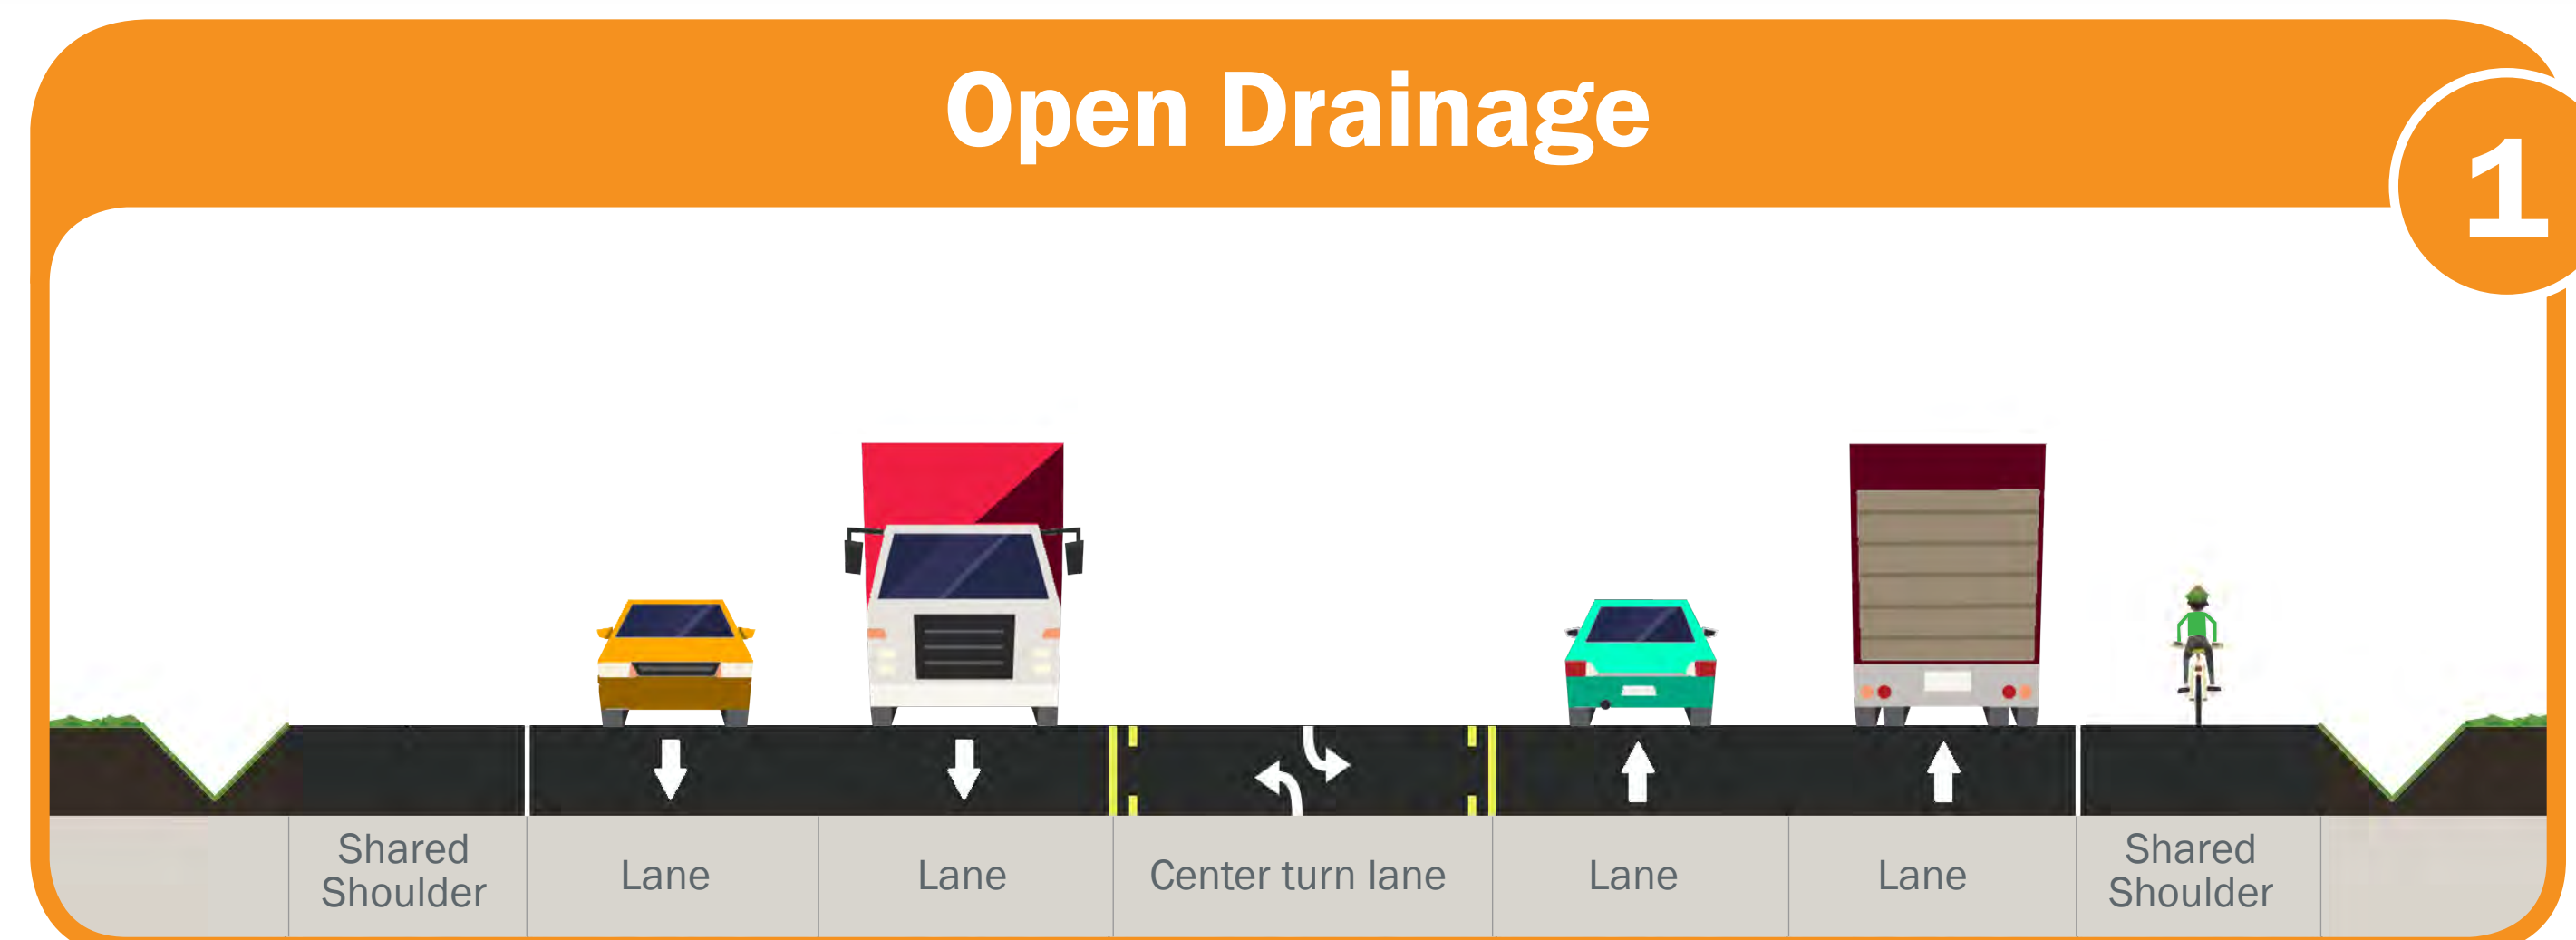 Open Drainage
1
Shared
Shoulder
Lane
Lane
Center turn lane
Lane
Lane
Shared
Shoulder